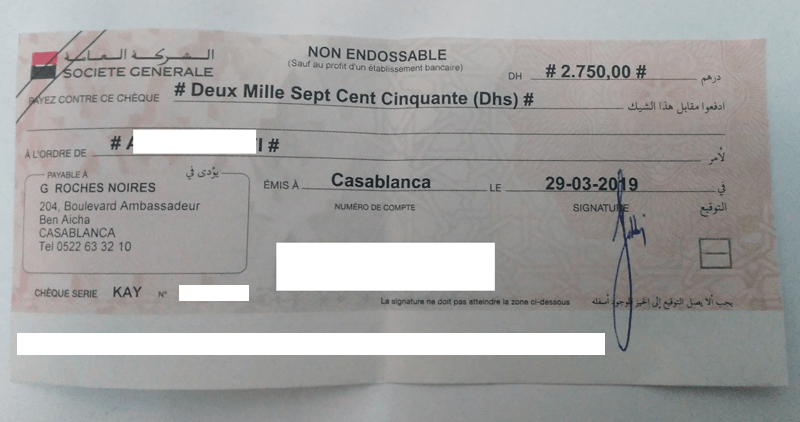 الشركة العامة
SOCIETE GENERALE
NON ENDOSSABLE
(Sauf au profit d'un établissement bancaire)
DH # 2.750,00 # درهم
PAYEZ CONTRE CE CHÈQUE # Deux Mille Sept Cent Cinquante (Dhs) # ادفعوا مقابل هذا الشيك
À L'ORDRE DE # A I # لأمر
PAYABLE À يؤدى في
G ROCHES NOIRES
204, Boulevard Ambassadeur
Ben Aicha
CASABLANCA
Tel 0522 63 32 10
ÉMIS À Casablanca LE 29-03-2019 في
NUMÉRO DE COMPTE SIGNATURE التوقيع
CHÈQUE SERIE KAY N°
La signature ne doit pas atteindre la zone ci-dessous يجب ألا يصل التوقيع إلى الحيز الموجود أسفله